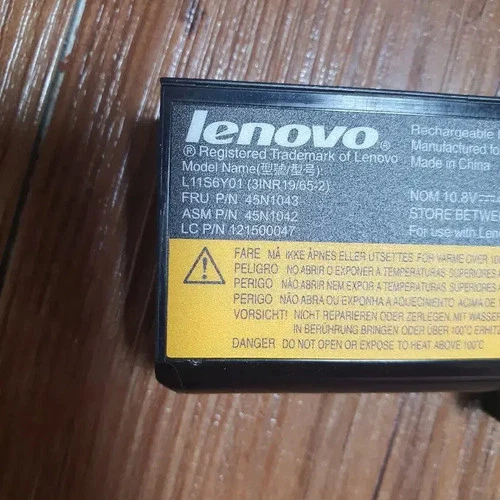 lenovo
® Registered Trademark of Lenovo
Model Name(型號/型号)
L11S6Y01 (3INR19/65-2)
FRU P/N 45N1043
ASM P/N 45N1042
LC P/N 121500047
Rechargeable
Manufactured fo
Made in China
NOM 10.8V
STORE BETWE
For use with Len
FARE MÅ IKKE ÅPNES ELLER UTSETTES FOR VARME OVER 10
PELIGRO NO ABRIR O EXPONER A TEMPERATURAS SUPERIORES
PERIGO NÃO ABRIR NEM EXPOR A TEMPERATURAS SUPERIORES
PERIGO NÃO ABRA OU EXPONHA A AQUECIMENTO ACIMA DE
VORSICHT! NICHT REPARIEREN ODER ZERLEGEN, MIT WASSER
IN BERÜHRUNG BRINGEN ODER ÜBER 100°C ERHIT
DANGER DO NOT OPEN OR EXPOSE TO HEAT ABOVE 100°C